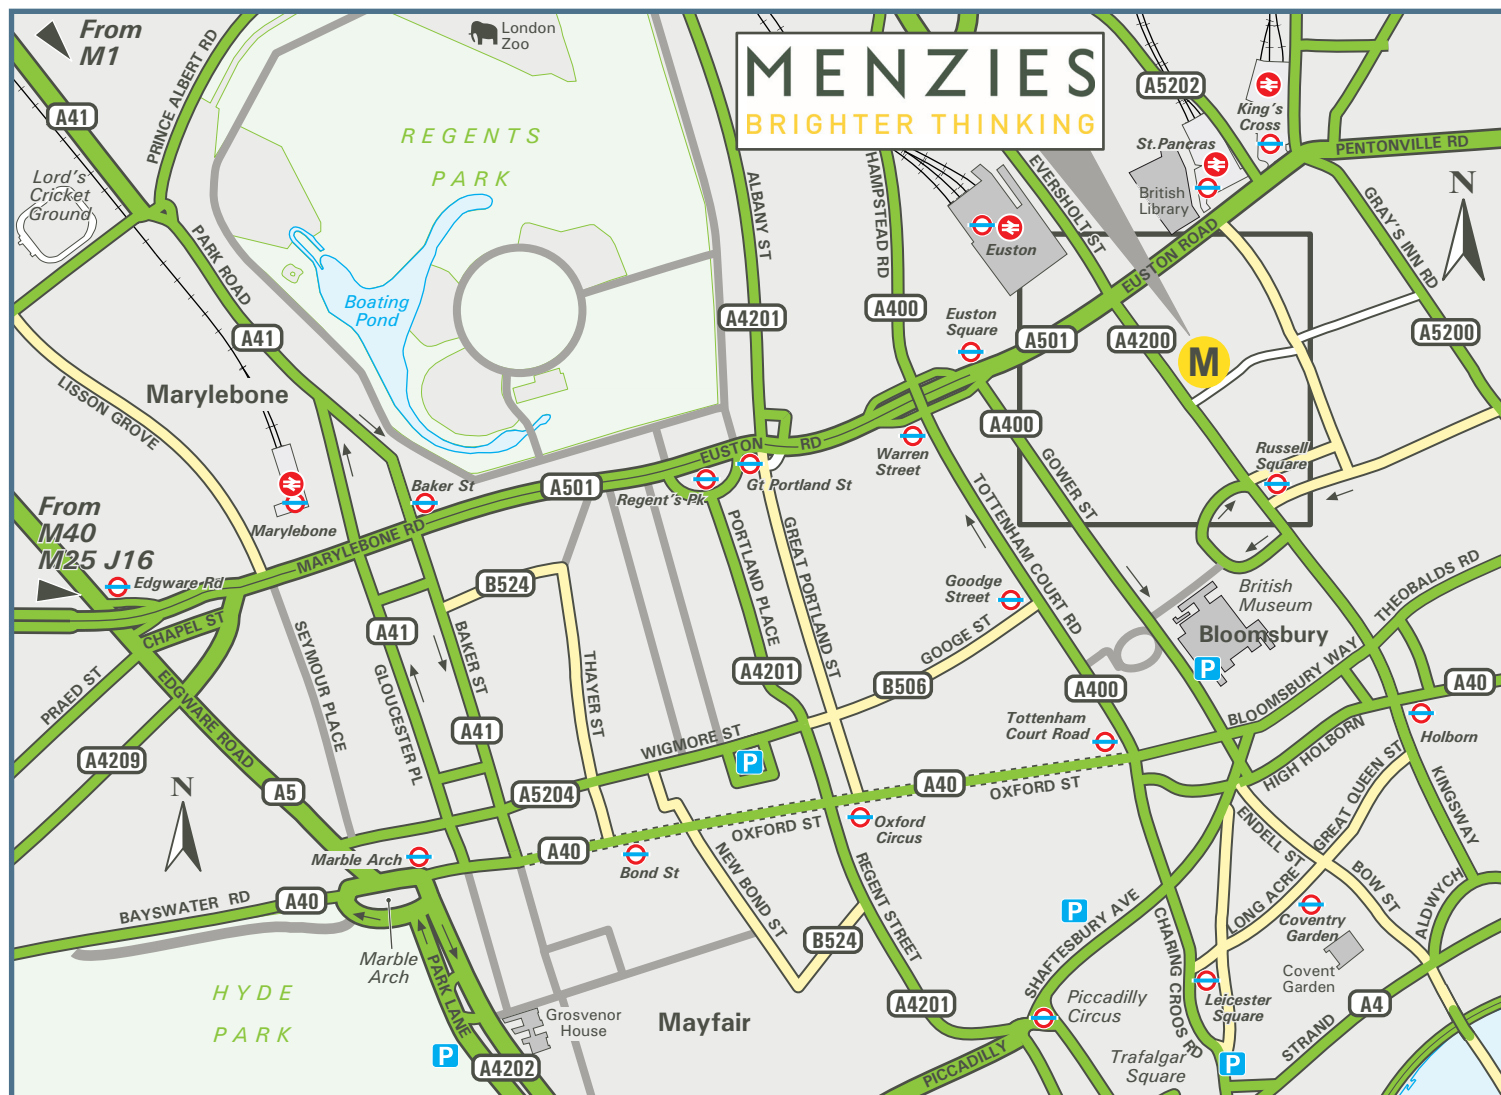 From
M1
PRINCE ALBERT RD
A41
London
Zoo
REGENTS
PARK
MENZIES
BRIGHTER THINKING
A5202
King's
Cross
St.Pancras
British
Library
PENTONVILLE RD
N
Lord's
Cricket
Ground
PARK ROAD
A41
Boating
Pond
ALBANY ST
A4201
HAMPSTEAD RD
A400
EVERSHOLT ST
Euston
EUSTON ROAD
GRAY'S INN RD
A5200
Euston
Square
A501
A4200
M
LISSON GROVE
Marylebone
Marylebone
Baker St
A501
EUSTON RD
Regent's Pk
Gt Portland St
Warren
Street
A400
GOWER ST
Russell
Square
From
M40
M25 J16
Edgware Rd
MARYLEBONE RD
B524
PORTLAND PLACE
GREAT PORTLAND ST
TOTTENHAM COURT RD
Goodge
Street
GOOGE ST
British
Museum
Bloomsbury
P
THEOBALDS RD
CHAPEL ST
PRAED ST
EDGWARE ROAD
SEYMOUR PLACE
A41
GLOUCESTER PL
BAKER ST
A41
THAYER ST
WIGMORE ST
P
A4201
B506
A400
Tottenham
Court Road
BLOOMSBURY WAY
A40
HIGH HOLBORN
Holborn
A4209
N
A5
A5204
A40
OXFORD ST
A40
OXFORD ST
Oxford
Circus
GREAT QUEEN ST
KINGSWAY
Marble Arch
Bond St
NEW BOND ST
REGENT STREET
ENDELL ST
BOW ST
LONG ACRE
ALDWYCH
BAYSWATER RD
A40
Marble
Arch
PARK LANE
B524
P
SHAFTESBURY AVE
CHARING CROOS RD
Coventry
Garden
Covent
Garden
HYDE
PARK
P
A4202
Grosvenor
House
Mayfair
A4201
PICCADILLY
Piccadilly
Circus
Leicester
Square
Trafalgar
Square
P
STRAND
A4